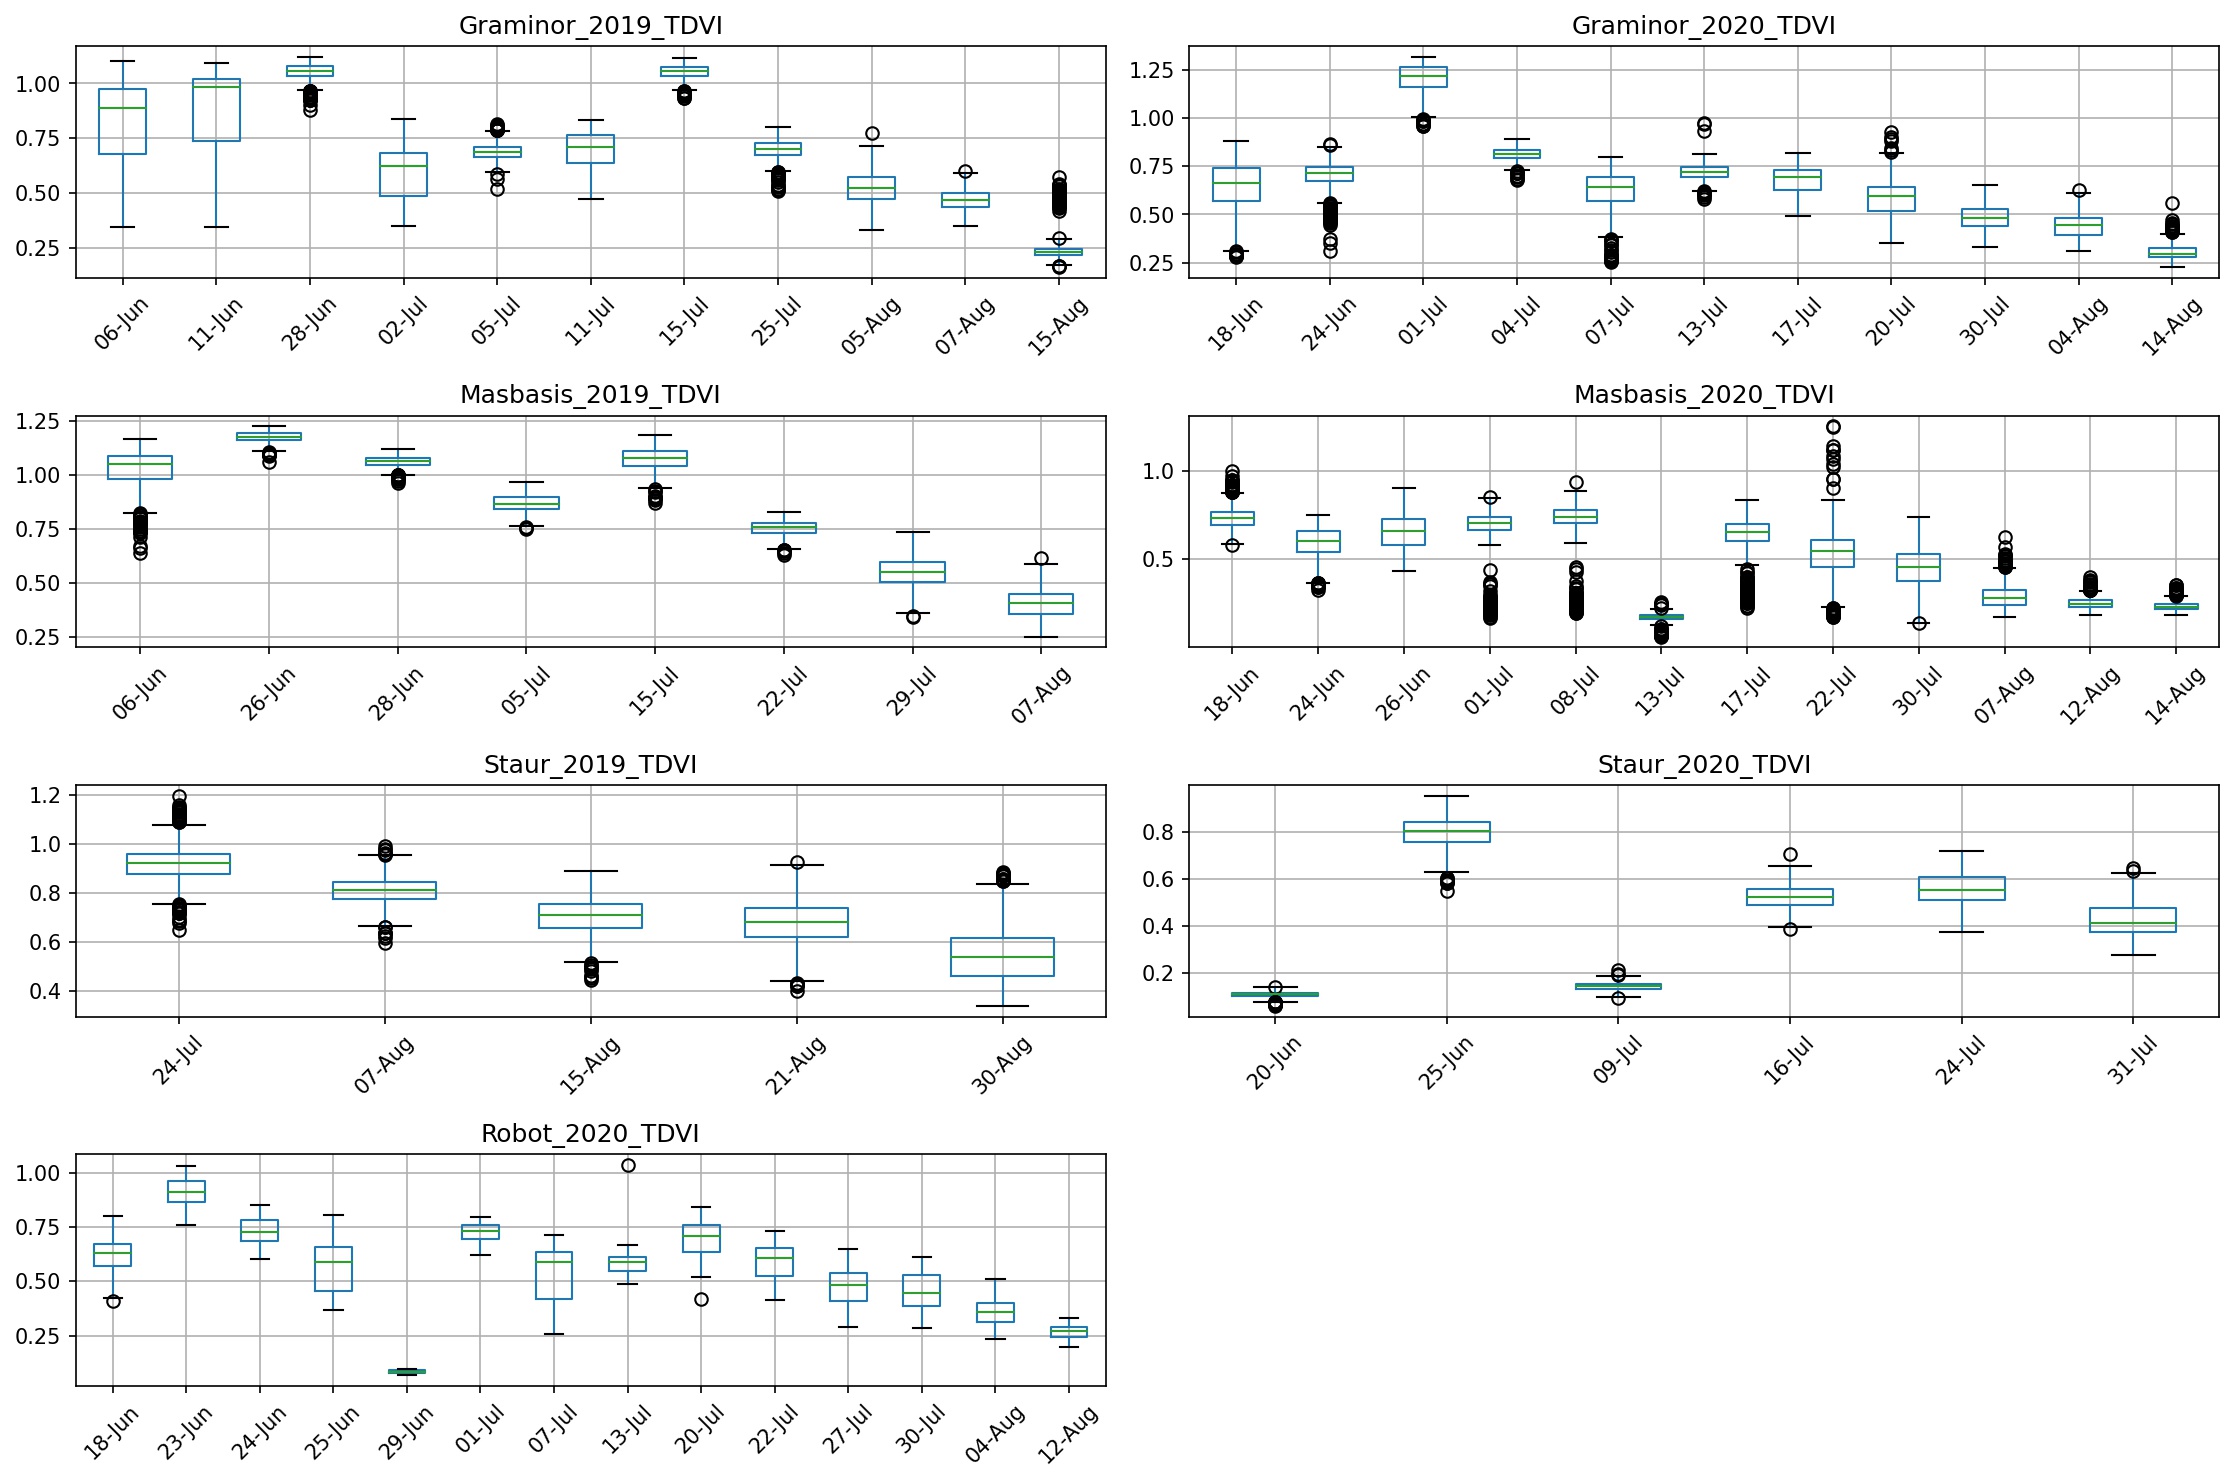 Graminor_2019_TDVI
1.00
0.75
0.50
0.25
06-Jun 11-Jun 28-Jun 02-Jul 05-Jul 11-Jul 15-Jul 25-Jul 05-Aug 07-Aug 15-Aug
Graminor_2020_TDVI
1.25
1.00
0.75
0.50
0.25
18-Jun 24-Jun 01-Jul 04-Jul 07-Jul 13-Jul 17-Jul 20-Jul 30-Jul 04-Aug 14-Aug
Masbasis_2019_TDVI
1.25
1.00
0.75
0.50
0.25
06-Jun 26-Jun 28-Jun 05-Jul 15-Jul 22-Jul 29-Jul 07-Aug
Masbasis_2020_TDVI
1.0
0.5
18-Jun 24-Jun 26-Jun 01-Jul 08-Jul 13-Jul 17-Jul 22-Jul 30-Jul 07-Aug 12-Aug 14-Aug
Staur_2019_TDVI
1.2
1.0
0.8
0.6
0.4
24-Jul 07-Aug 15-Aug 21-Aug 30-Aug
Staur_2020_TDVI
0.8
0.6
0.4
0.2
20-Jun 25-Jun 09-Jul 16-Jul 24-Jul 31-Jul
Robot_2020_TDVI
1.00
0.75
0.50
0.25
18-Jun 23-Jun 24-Jun 25-Jun 29-Jun 01-Jul 07-Jul 13-Jul 20-Jul 22-Jul 27-Jul 30-Jul 04-Aug 12-Aug